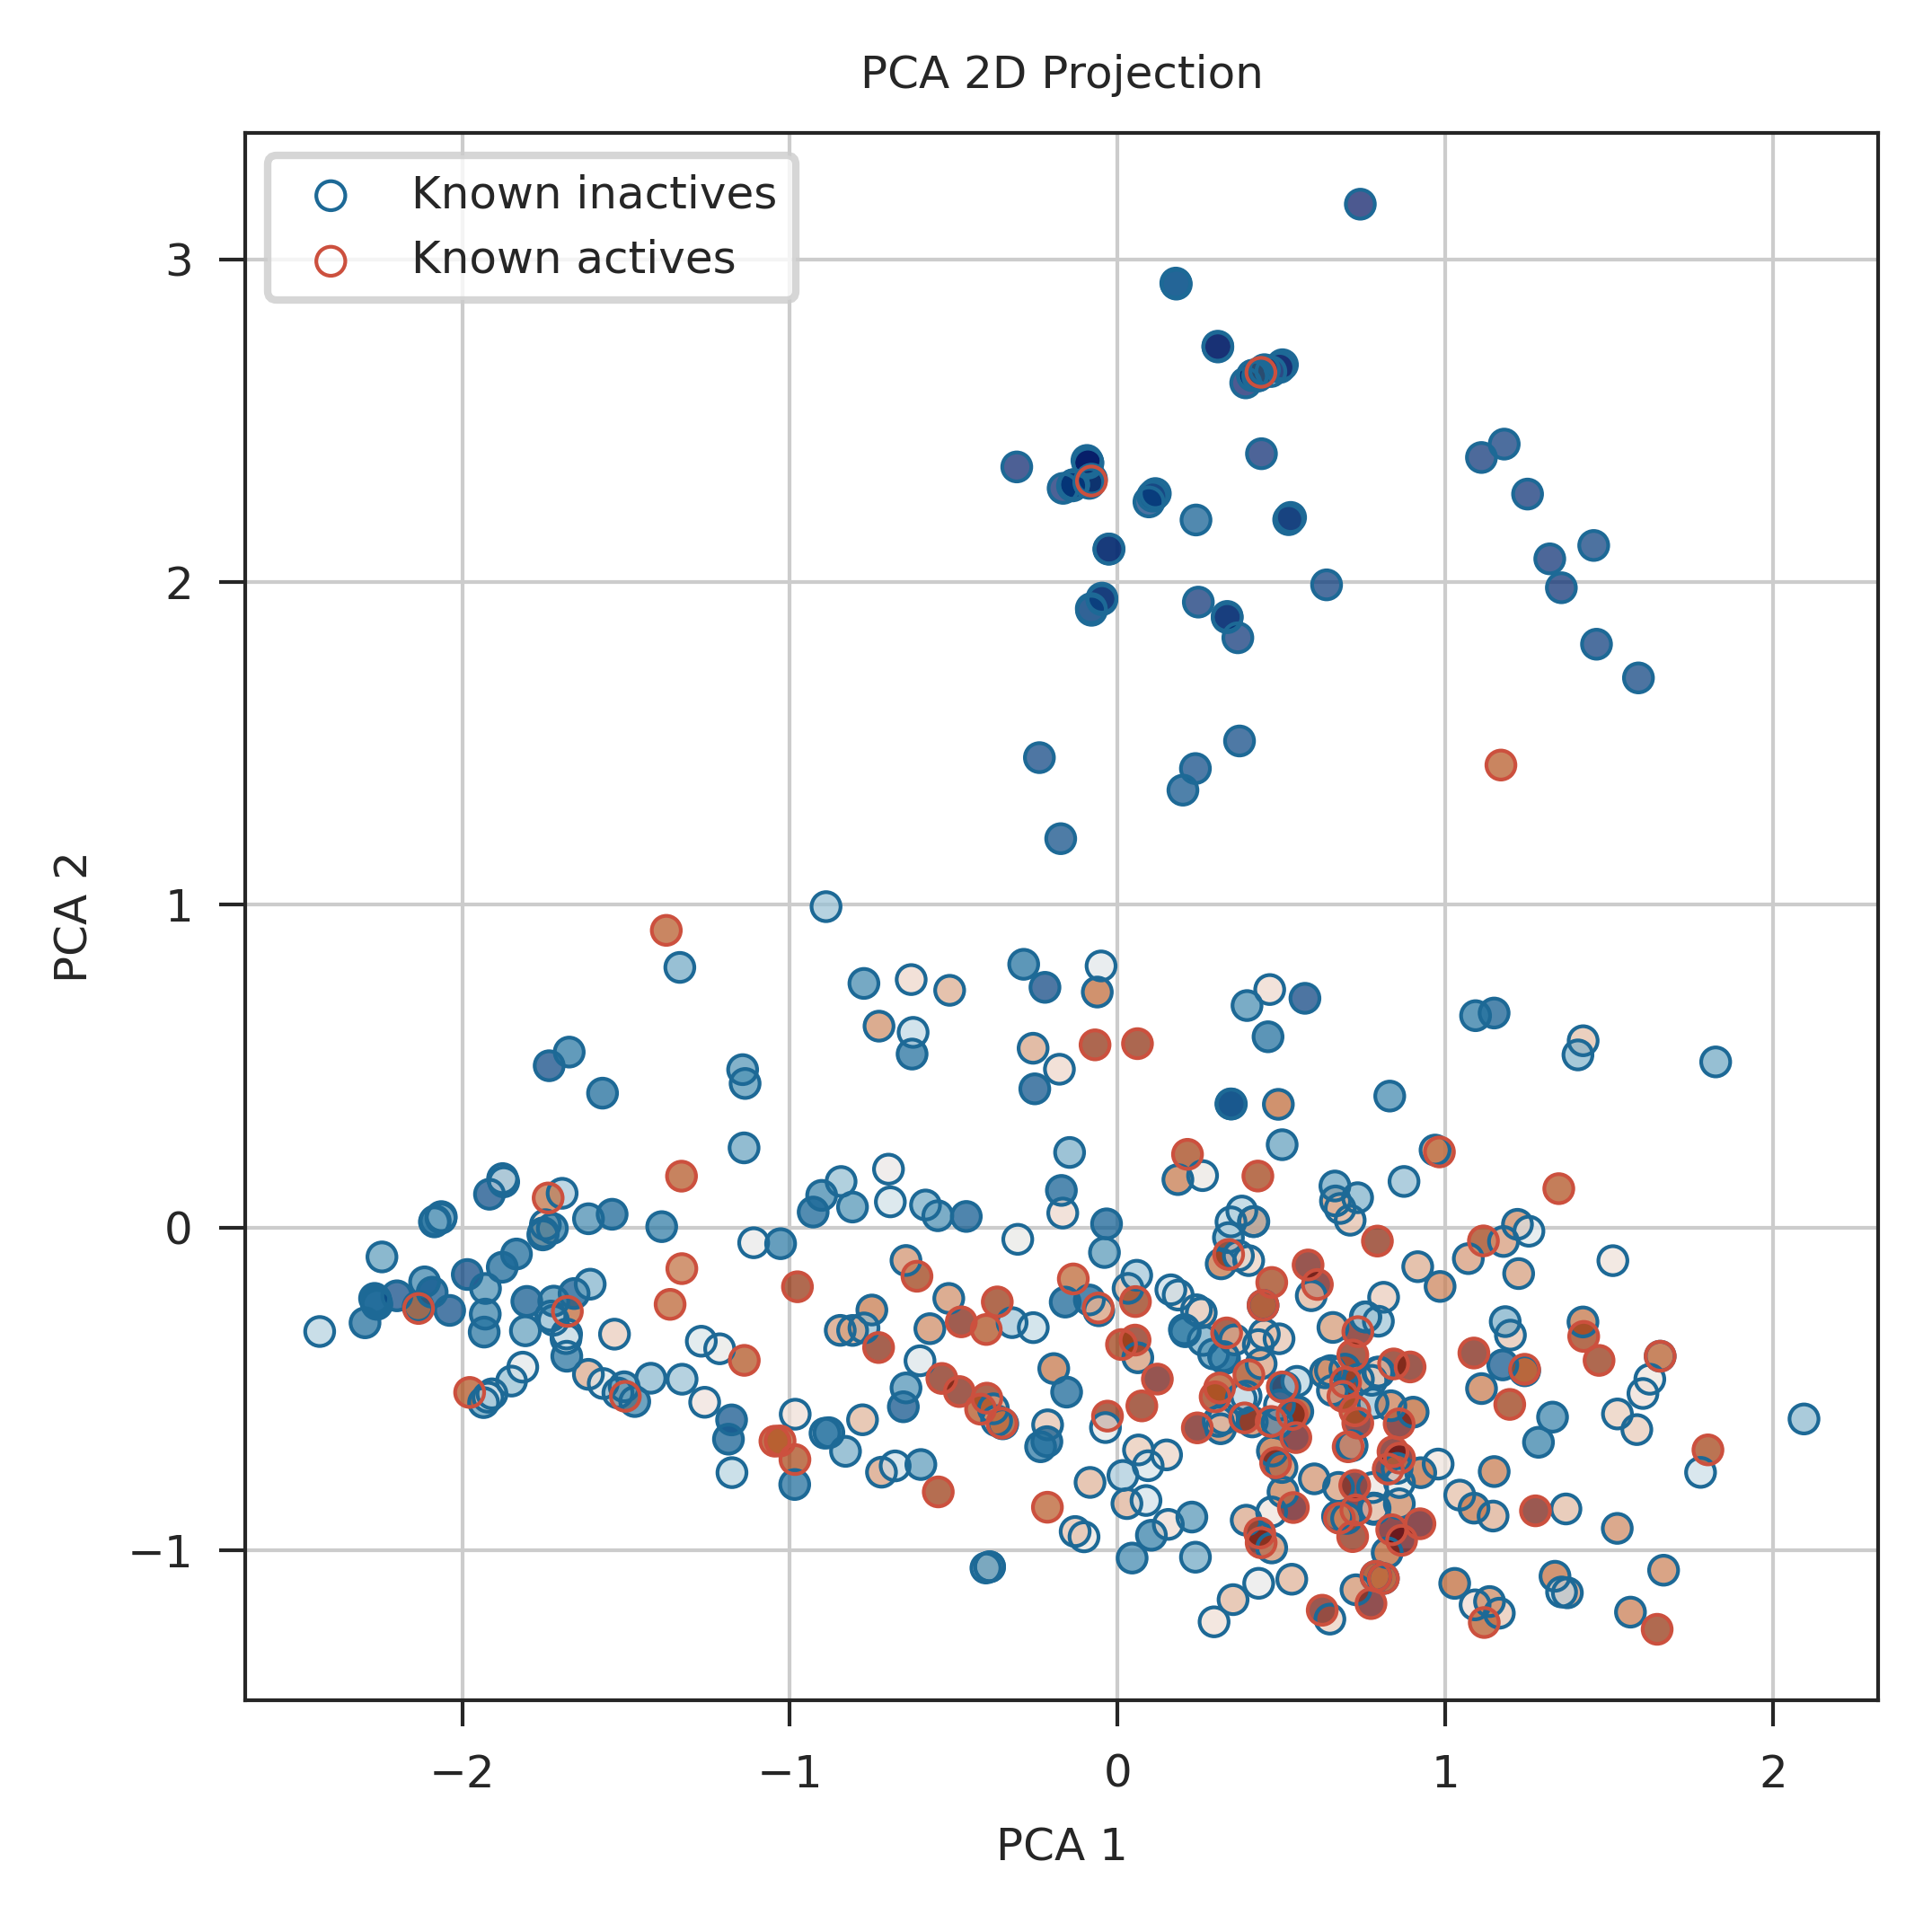 PCA 2D Projection
Known inactives
Known actives
3
2
1
0
−1
PCA 2
−2
−1
0
1
2
PCA 1